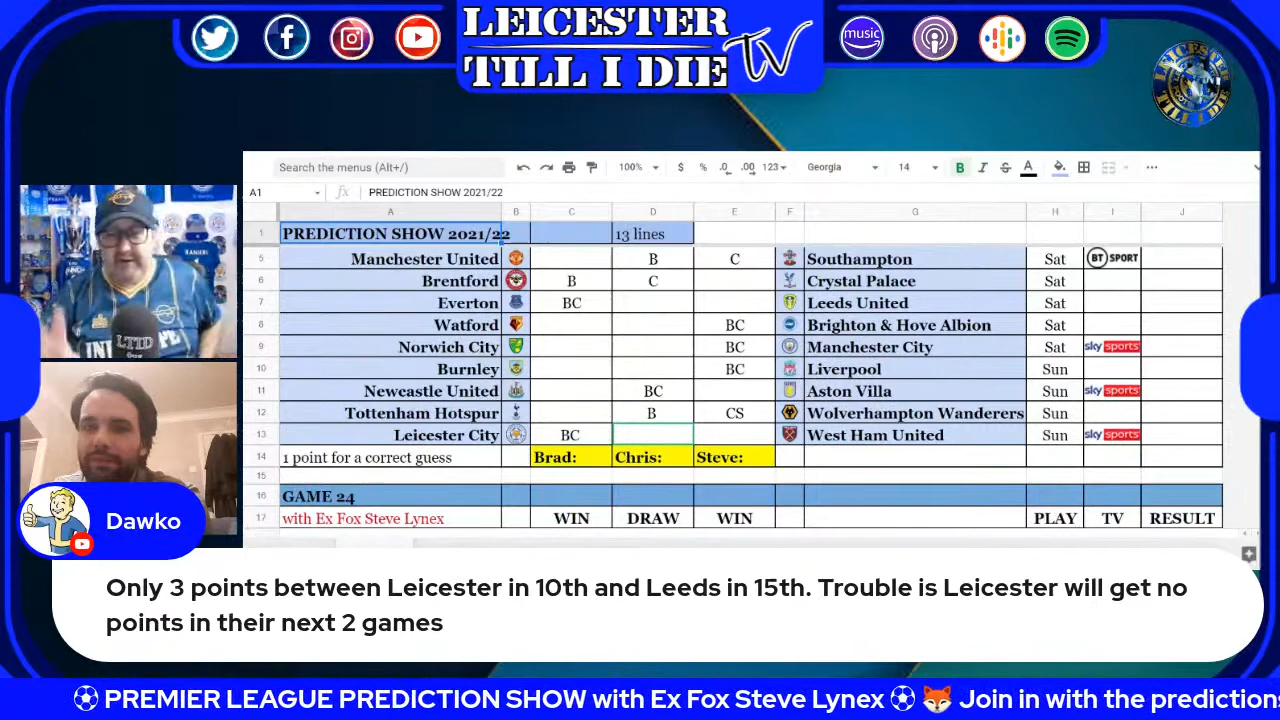 LEICESTER
TILL I DIE
TV
music
LEICESTER
TILL I DIE
Search the menus (Alt+/)
100%
$
%
.0
.00
123
Georgia
14
B
I
S
A
A1
fx
PREDICTION SHOW 2021/22
A B C D E F G H I J
1 PREDICTION SHOW 2021/22 13 lines
5 Manchester United B C Southampton Sat BT SPORT
6 Brentford B C Crystal Palace Sat
7 Everton BC Leeds United Sat
8 Watford BC Brighton & Hove Albion Sat
9 Norwich City BC Manchester City Sat sky sports
10 Burnley BC Liverpool Sun
11 Newcastle United BC Aston Villa Sun sky sports
12 Tottenham Hotspur B CS Wolverhampton Wanderers Sun
13 Leicester City BC West Ham United Sun sky sports
14 1 point for a correct guess Brad: Chris: Steve:
15
16 GAME 24
17 with Ex Fox Steve Lynex WIN DRAW WIN PLAY TV RESULT
RANIERI
LTID
Dawko
Only 3 points between Leicester in 10th and Leeds in 15th. Trouble is Leicester will get no
points in their next 2 games
PREMIER LEAGUE PREDICTION SHOW with Ex Fox Steve Lynex Join in with the predictions